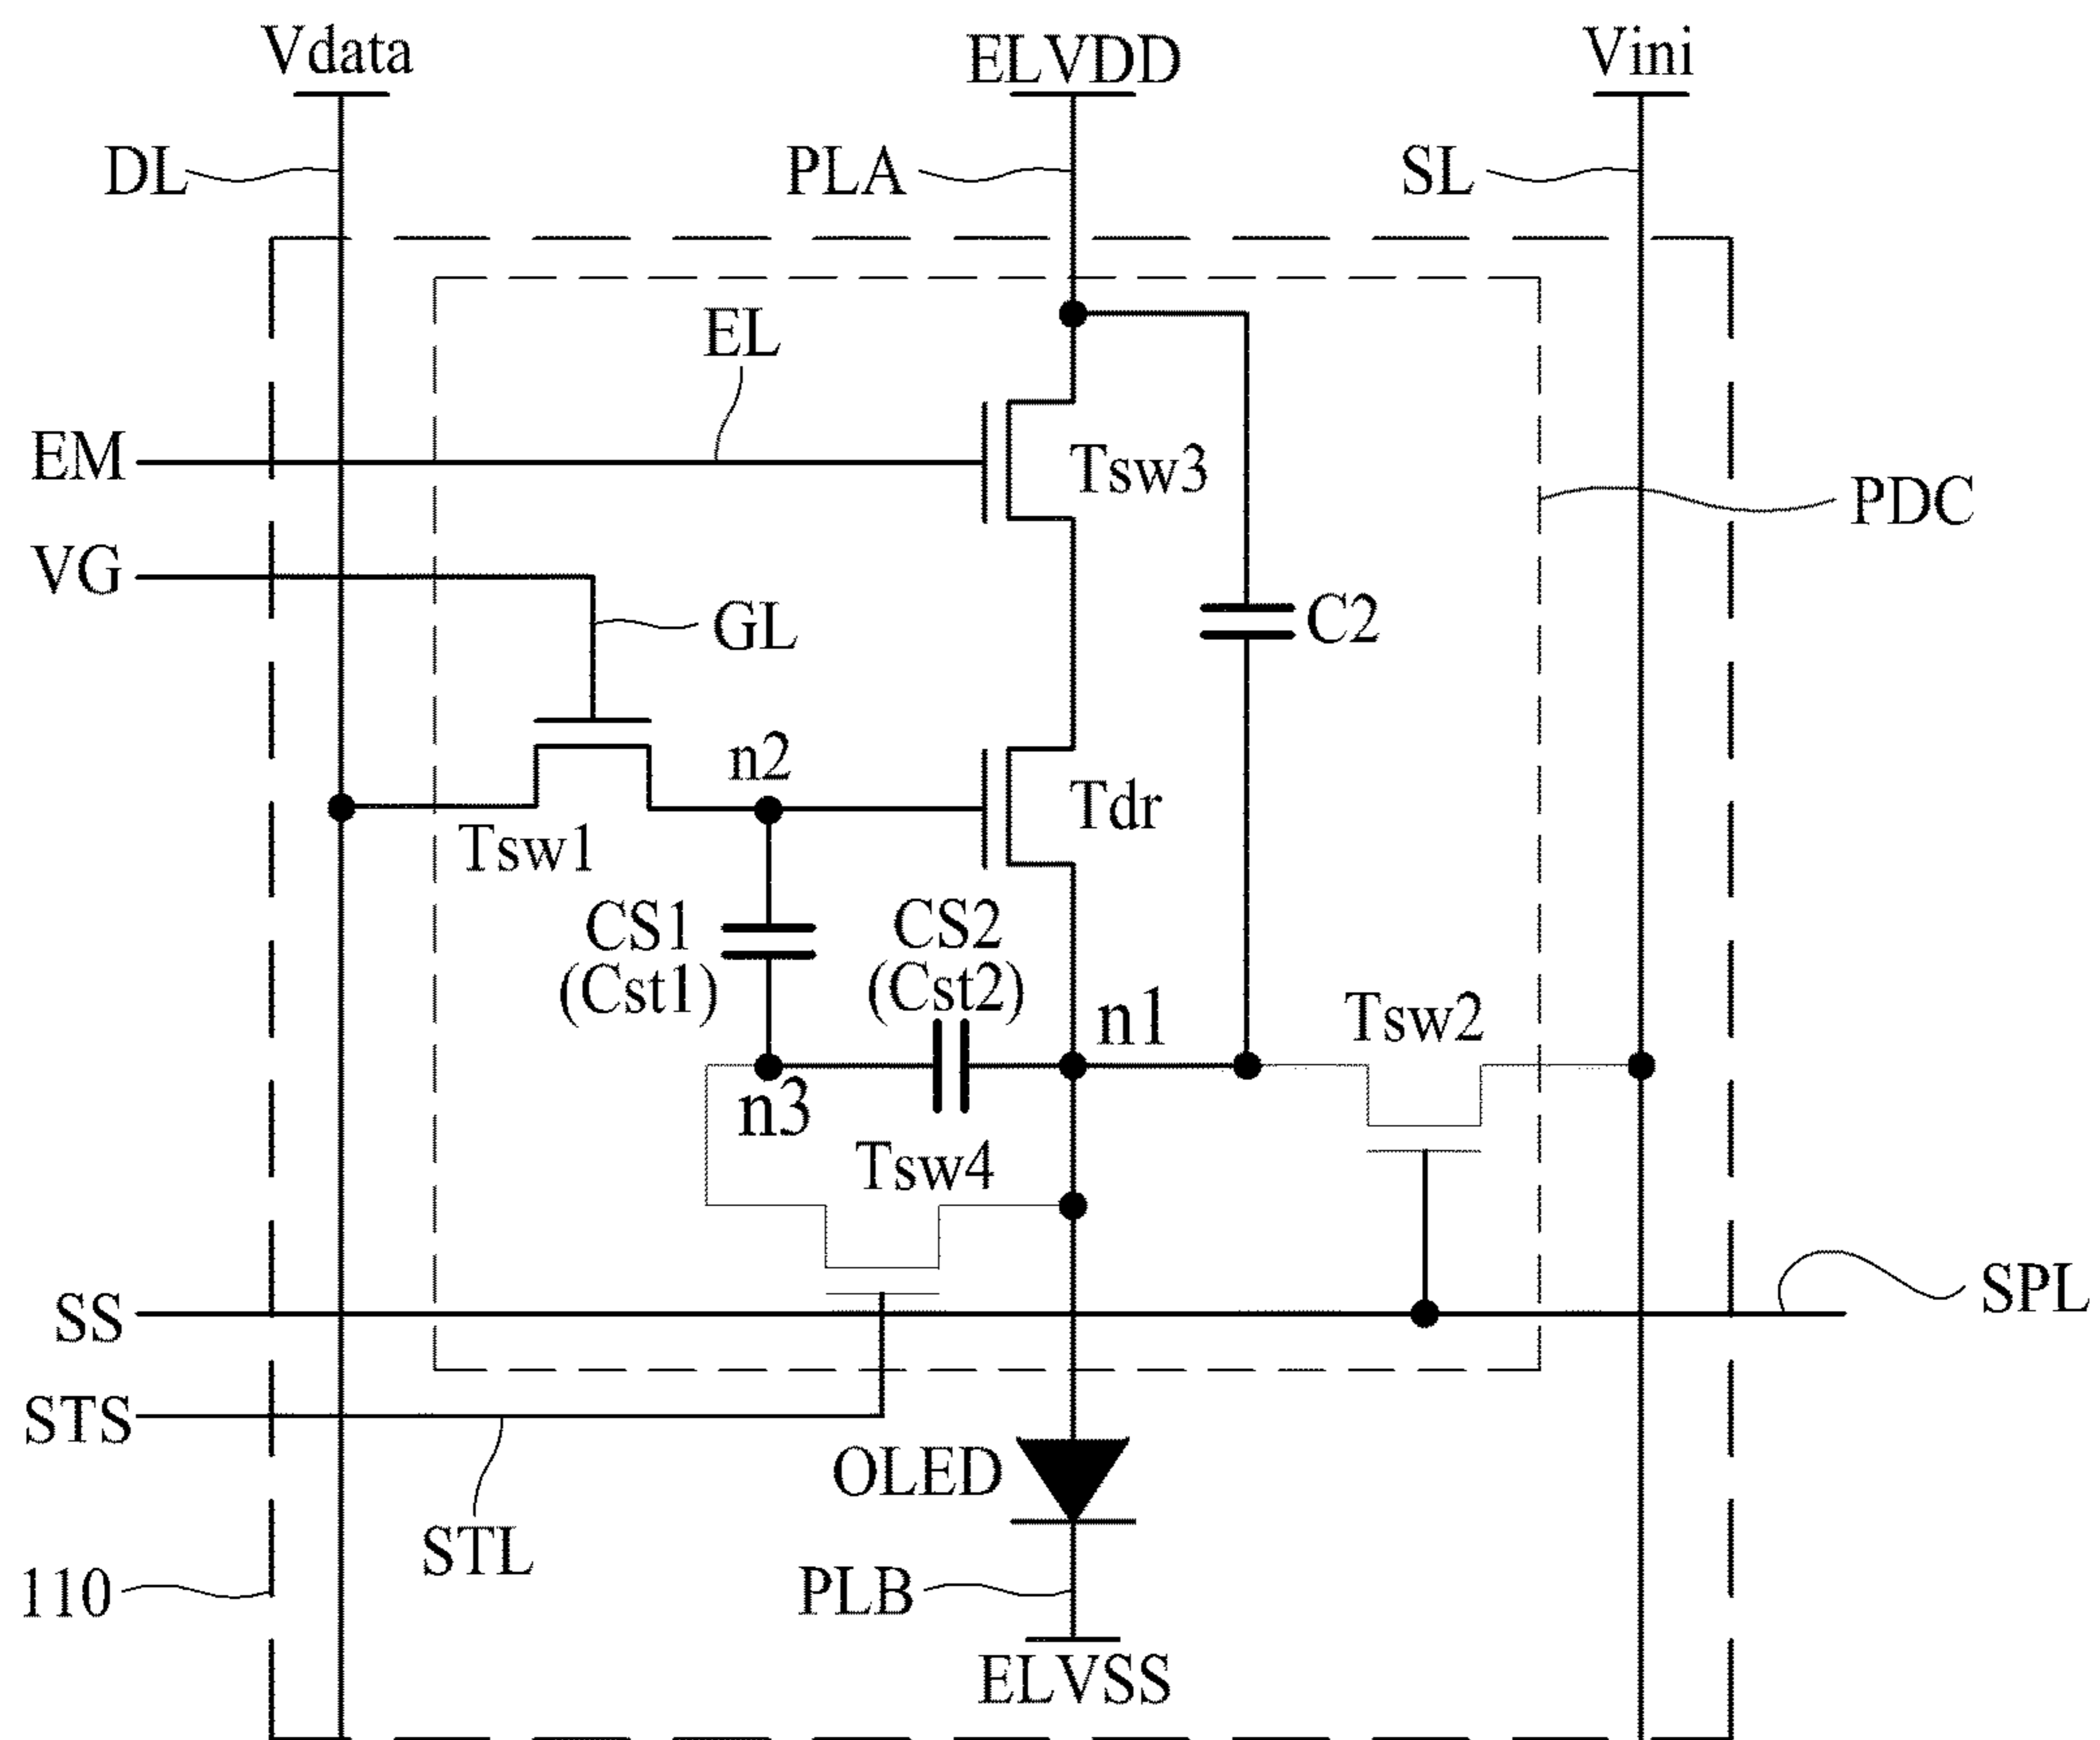 Vdata
ELVDD
Vini
DL
PLA
SL
EL
EM
Tsw3
PDC
VG
GL
C2
n2
Tdr
Tsw1
CS1
(Cst1)
CS2
(Cst2)
n1
Tsw2
n3
Tsw4
SS
SPL
STS
OLED
STL
110
PLB
ELVSS